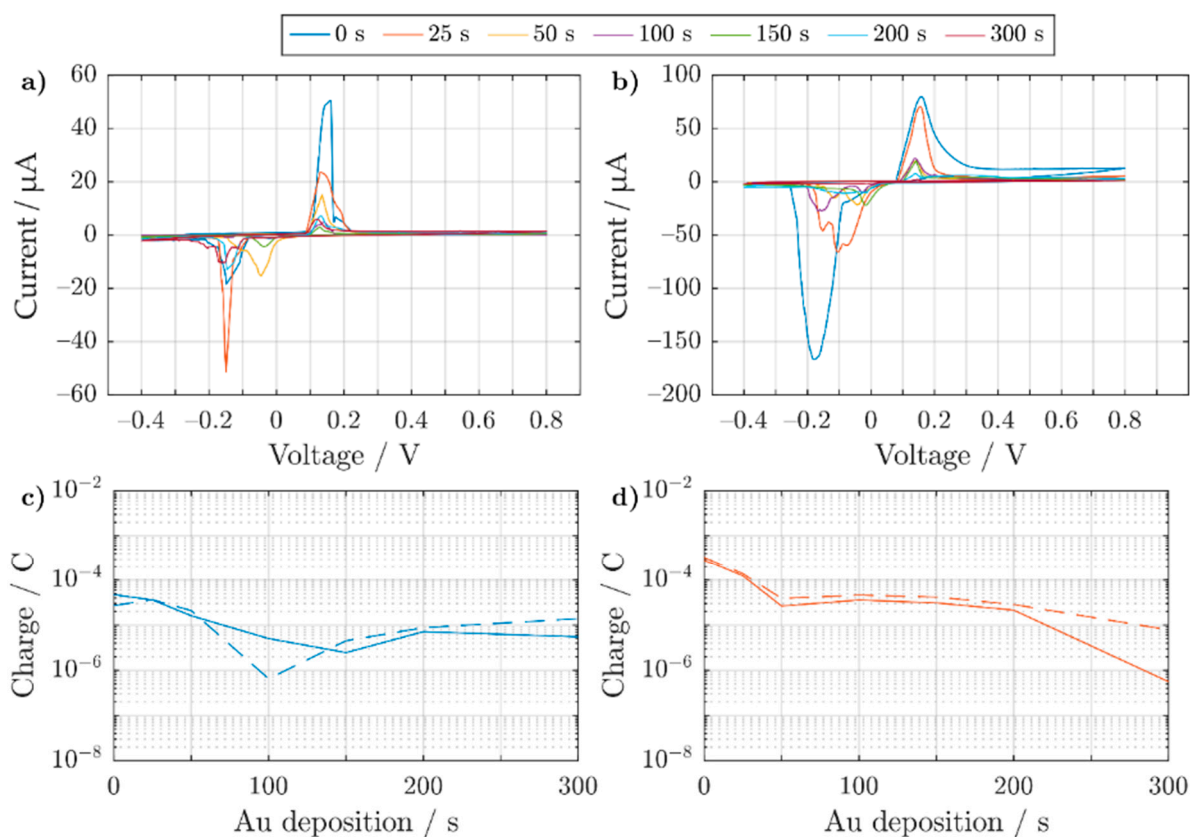 0 s 25 s 50 s 100 s 150 s 200 s 300 s
a)
60
40
20
0
−20
−40
−60
Current / µA
−0.4 −0.2 0 0.2 0.4 0.6 0.8
Voltage / V
b)
100
50
0
−50
−100
−150
−200
Current / µA
−0.4 −0.2 0 0.2 0.4 0.6 0.8
Voltage / V
c)
10−2
10−4
10−6
10−8
Charge / C
0 100 200 300
Au deposition / s
d)
10−2
10−4
10−6
10−8
Charge / C
0 100 200 300
Au deposition / s